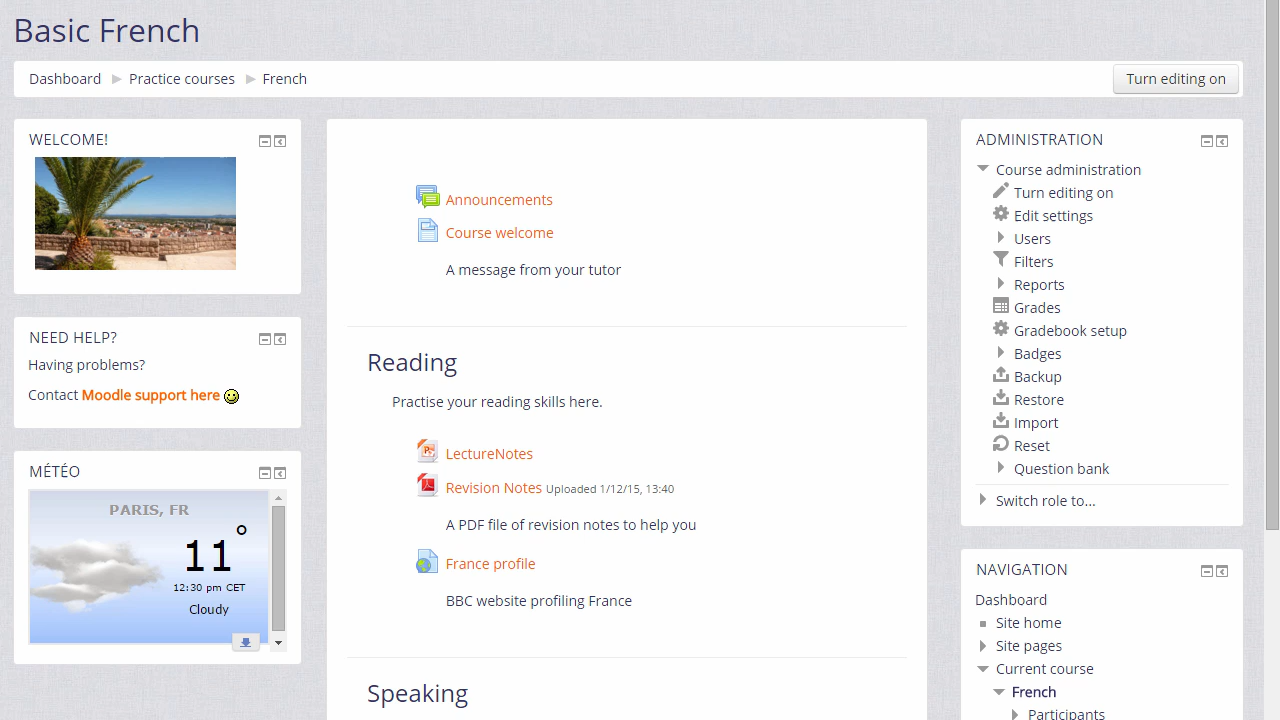 Basic French
Dashboard Practice courses French
Turn editing on
WELCOME!
NEED HELP?
Having problems?
Contact Moodle support here
MÉTÉO
PARIS, FR
11°
12:30 pm CET
Cloudy
Announcements
Course welcome
A message from your tutor
Reading
Practise your reading skills here.
LectureNotes
Revision Notes Uploaded 1/12/15, 13:40
A PDF file of revision notes to help you
France profile
BBC website profiling France
Speaking
ADMINISTRATION
Course administration
Turn editing on
Edit settings
Users
Filters
Reports
Grades
Gradebook setup
Badges
Backup
Restore
Import
Reset
Question bank
Switch role to...
NAVIGATION
Dashboard
Site home
Site pages
Current course
French
Participants